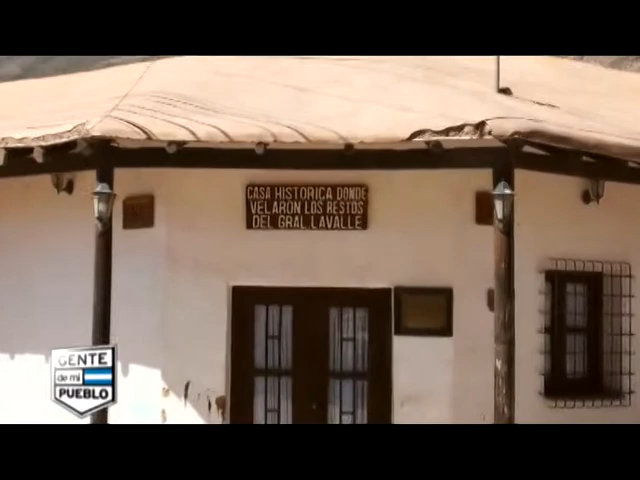 CASA HISTORICA DONDE
VELARON LOS RESTOS
DEL GRAL LAVALLE
GENTE
de mi
PUEBLO